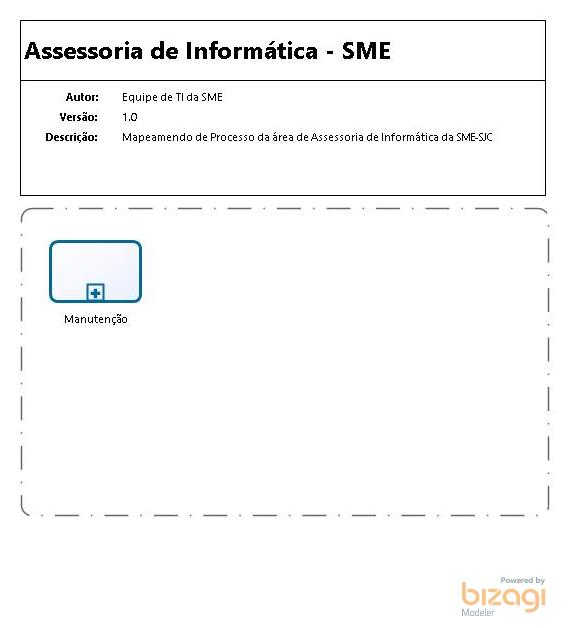 Assessoria de Informática - SME
Autor: Equipe de TI da SME
Versão: 1.0
Descrição: Mapeamendo de Processo da área de Assessoria de Informática da SME-SJC
Manutenção
Powered by
bizagi
Modeler